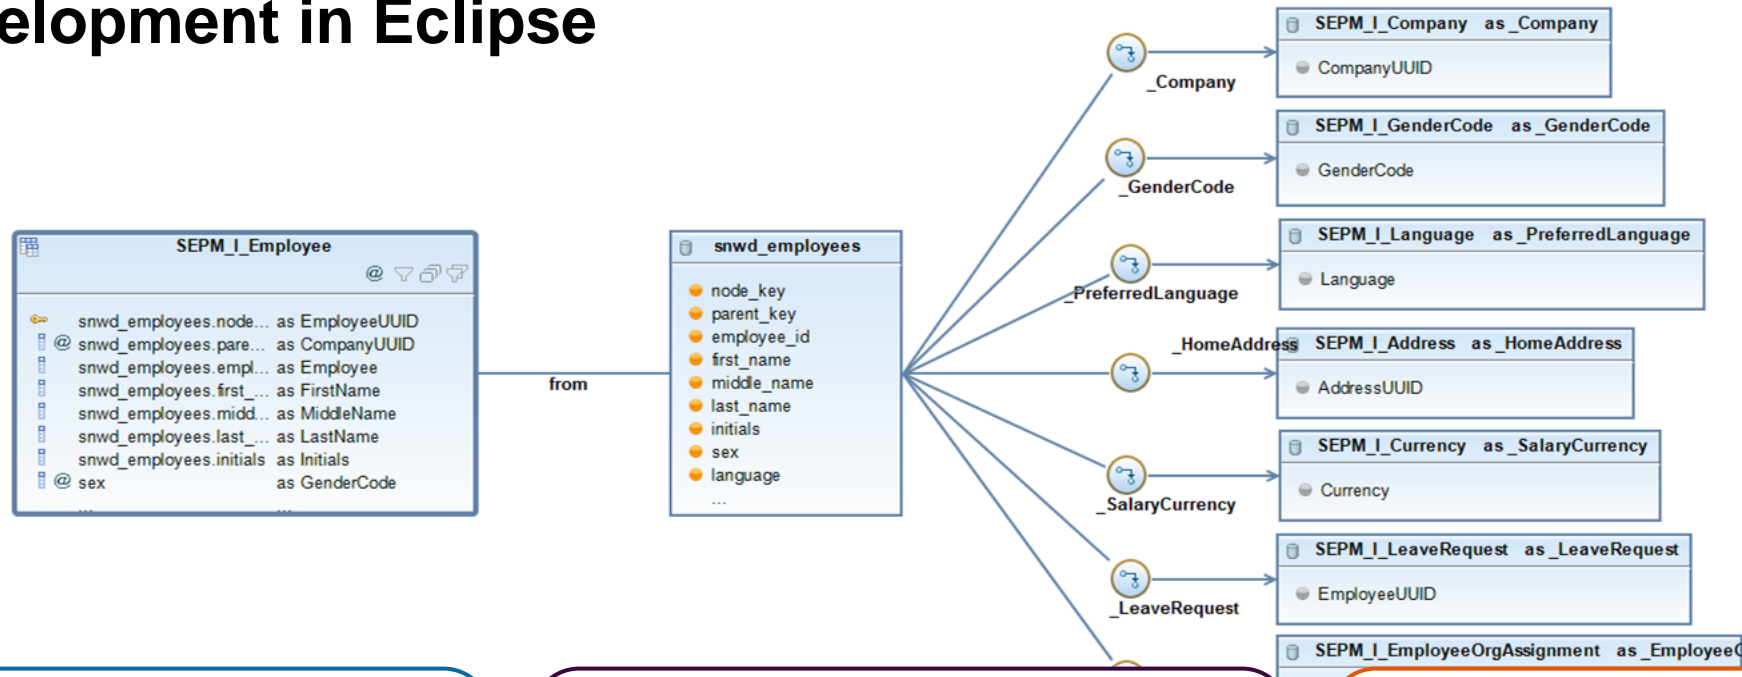 elopment in Eclipse
SEPM_I_Employee
@
snwd_employees.node... as EmployeeUUID
@ snwd_employees.pare... as CompanyUUID
snwd_employees.empl... as Employee
snwd_employees.first_... as FirstName
snwd_employees.midd... as MiddleName
snwd_employees.last_... as LastName
snwd_employees.initials as Initials
@ sex as GenderCode
... ...
from
snwd_employees
node_key
parent_key
employee_id
first_name
middle_name
last_name
initials
sex
language
...
_Company
SEPM_I_Company as _Company
CompanyUUID
_GenderCode
SEPM_I_GenderCode as _GenderCode
GenderCode
_PreferredLanguage
SEPM_I_Language as _PreferredLanguage
Language
_HomeAddress
SEPM_I_Address as _HomeAddress
AddressUUID
_SalaryCurrency
SEPM_I_Currency as _SalaryCurrency
Currency
_LeaveRequest
SEPM_I_LeaveRequest as _LeaveRequest
EmployeeUUID
SEPM_I_EmployeeOrgAssignment as _Employee